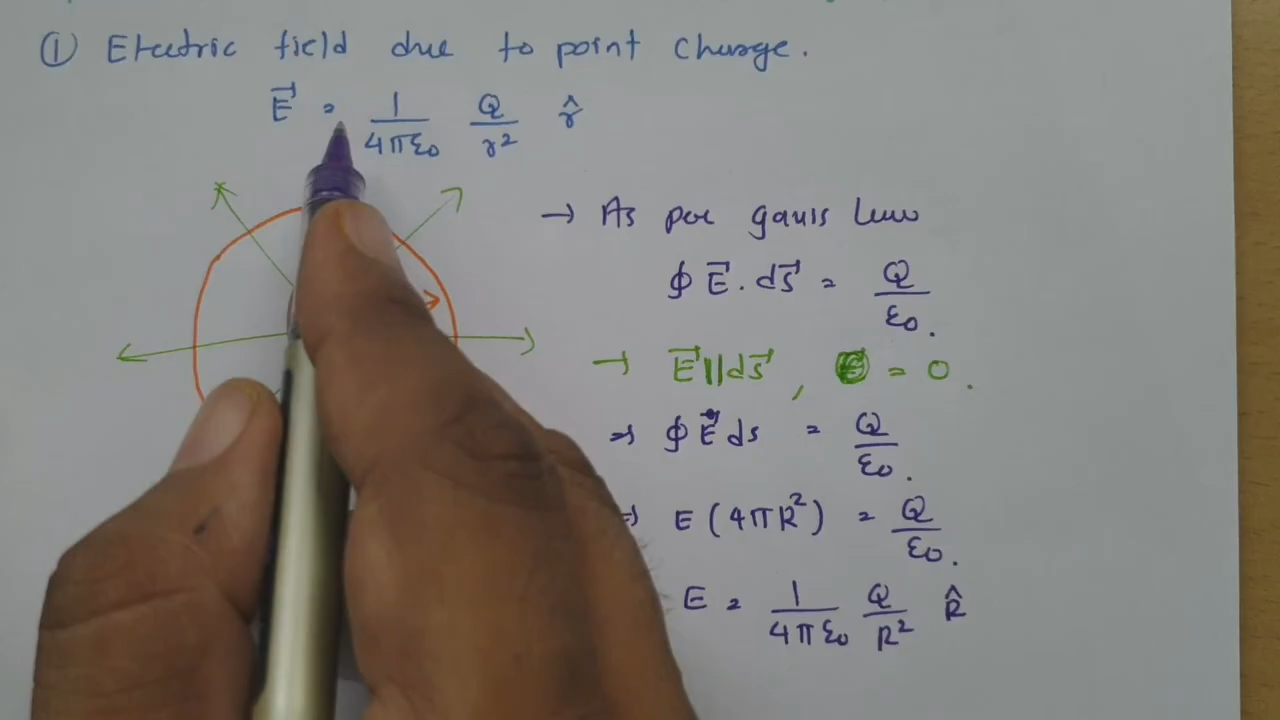 ① Electric field due to point charge.
E⃗ = 1/4πε0 Q/r² r̂
→ As per gauss law
∮ E⃗ . ds⃗ = Q/ε0.
→ E⃗ || ds⃗ , = 0.
⇒ ∮ E⃗ ds = Q/ε0.
⇒ E (4πR²) = Q/ε0.
E = 1/4πε0 Q/R² R̂